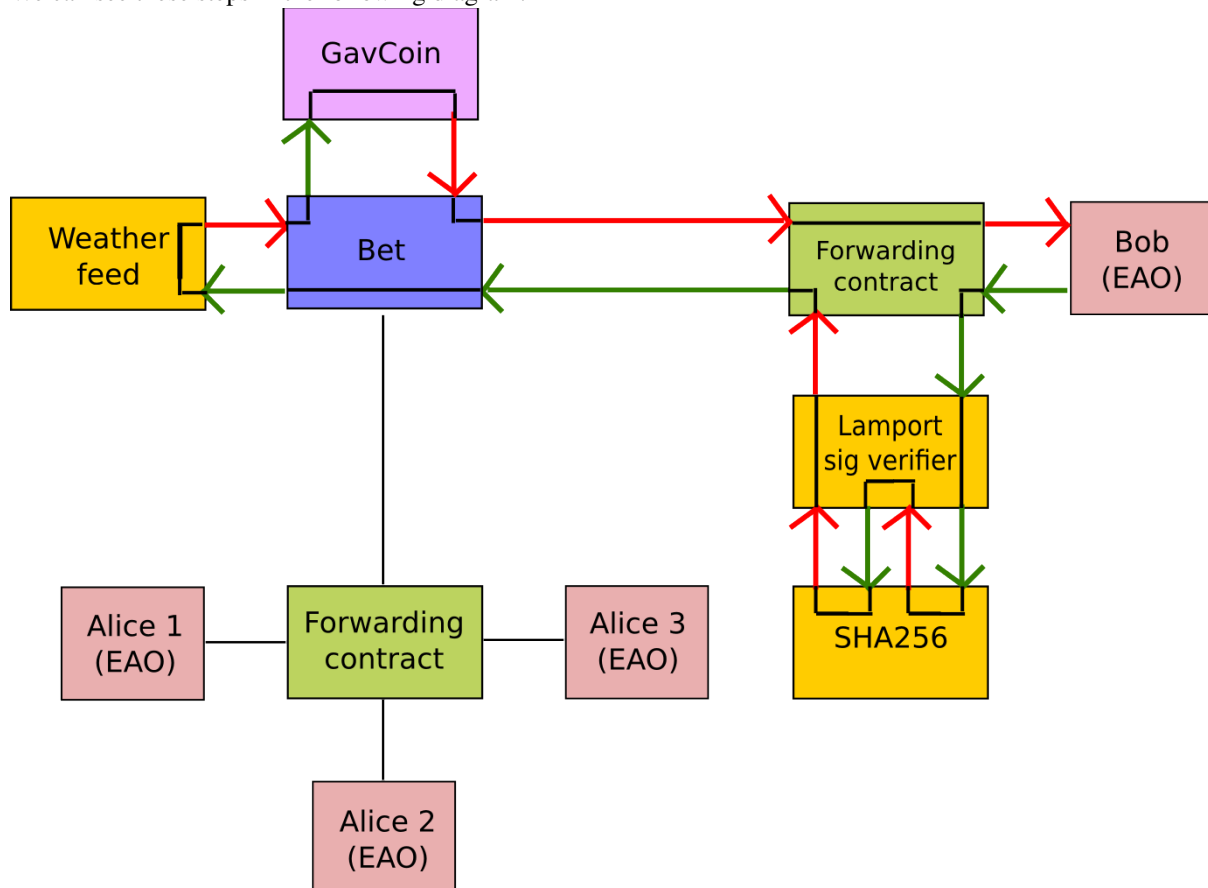 GavCoin
Weather
feed
Bet
Forwarding
contract
Bob
(EAO)
Lamport
sig verifier
SHA256
Alice 1
(EAO)
Forwarding
contract
Alice 3
(EAO)
Alice 2
(EAO)